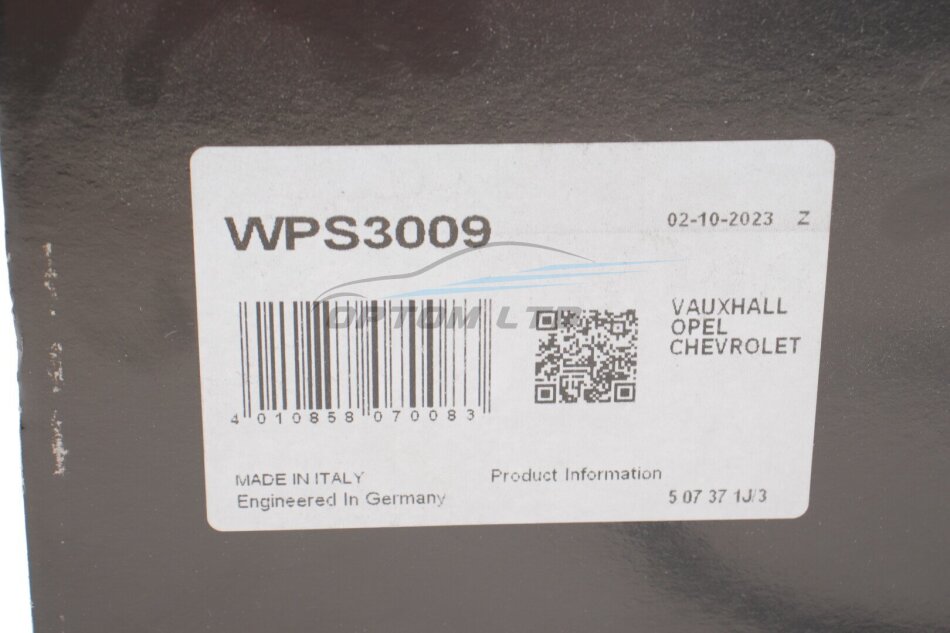 WPS3009
02-10-2023 Z
OPTOM LTD
VAUXHALL
OPEL
CHEVROLET
4 010858 070083
MADE IN ITALY
Engineered In Germany
Product Information
5 07 37 1J/3